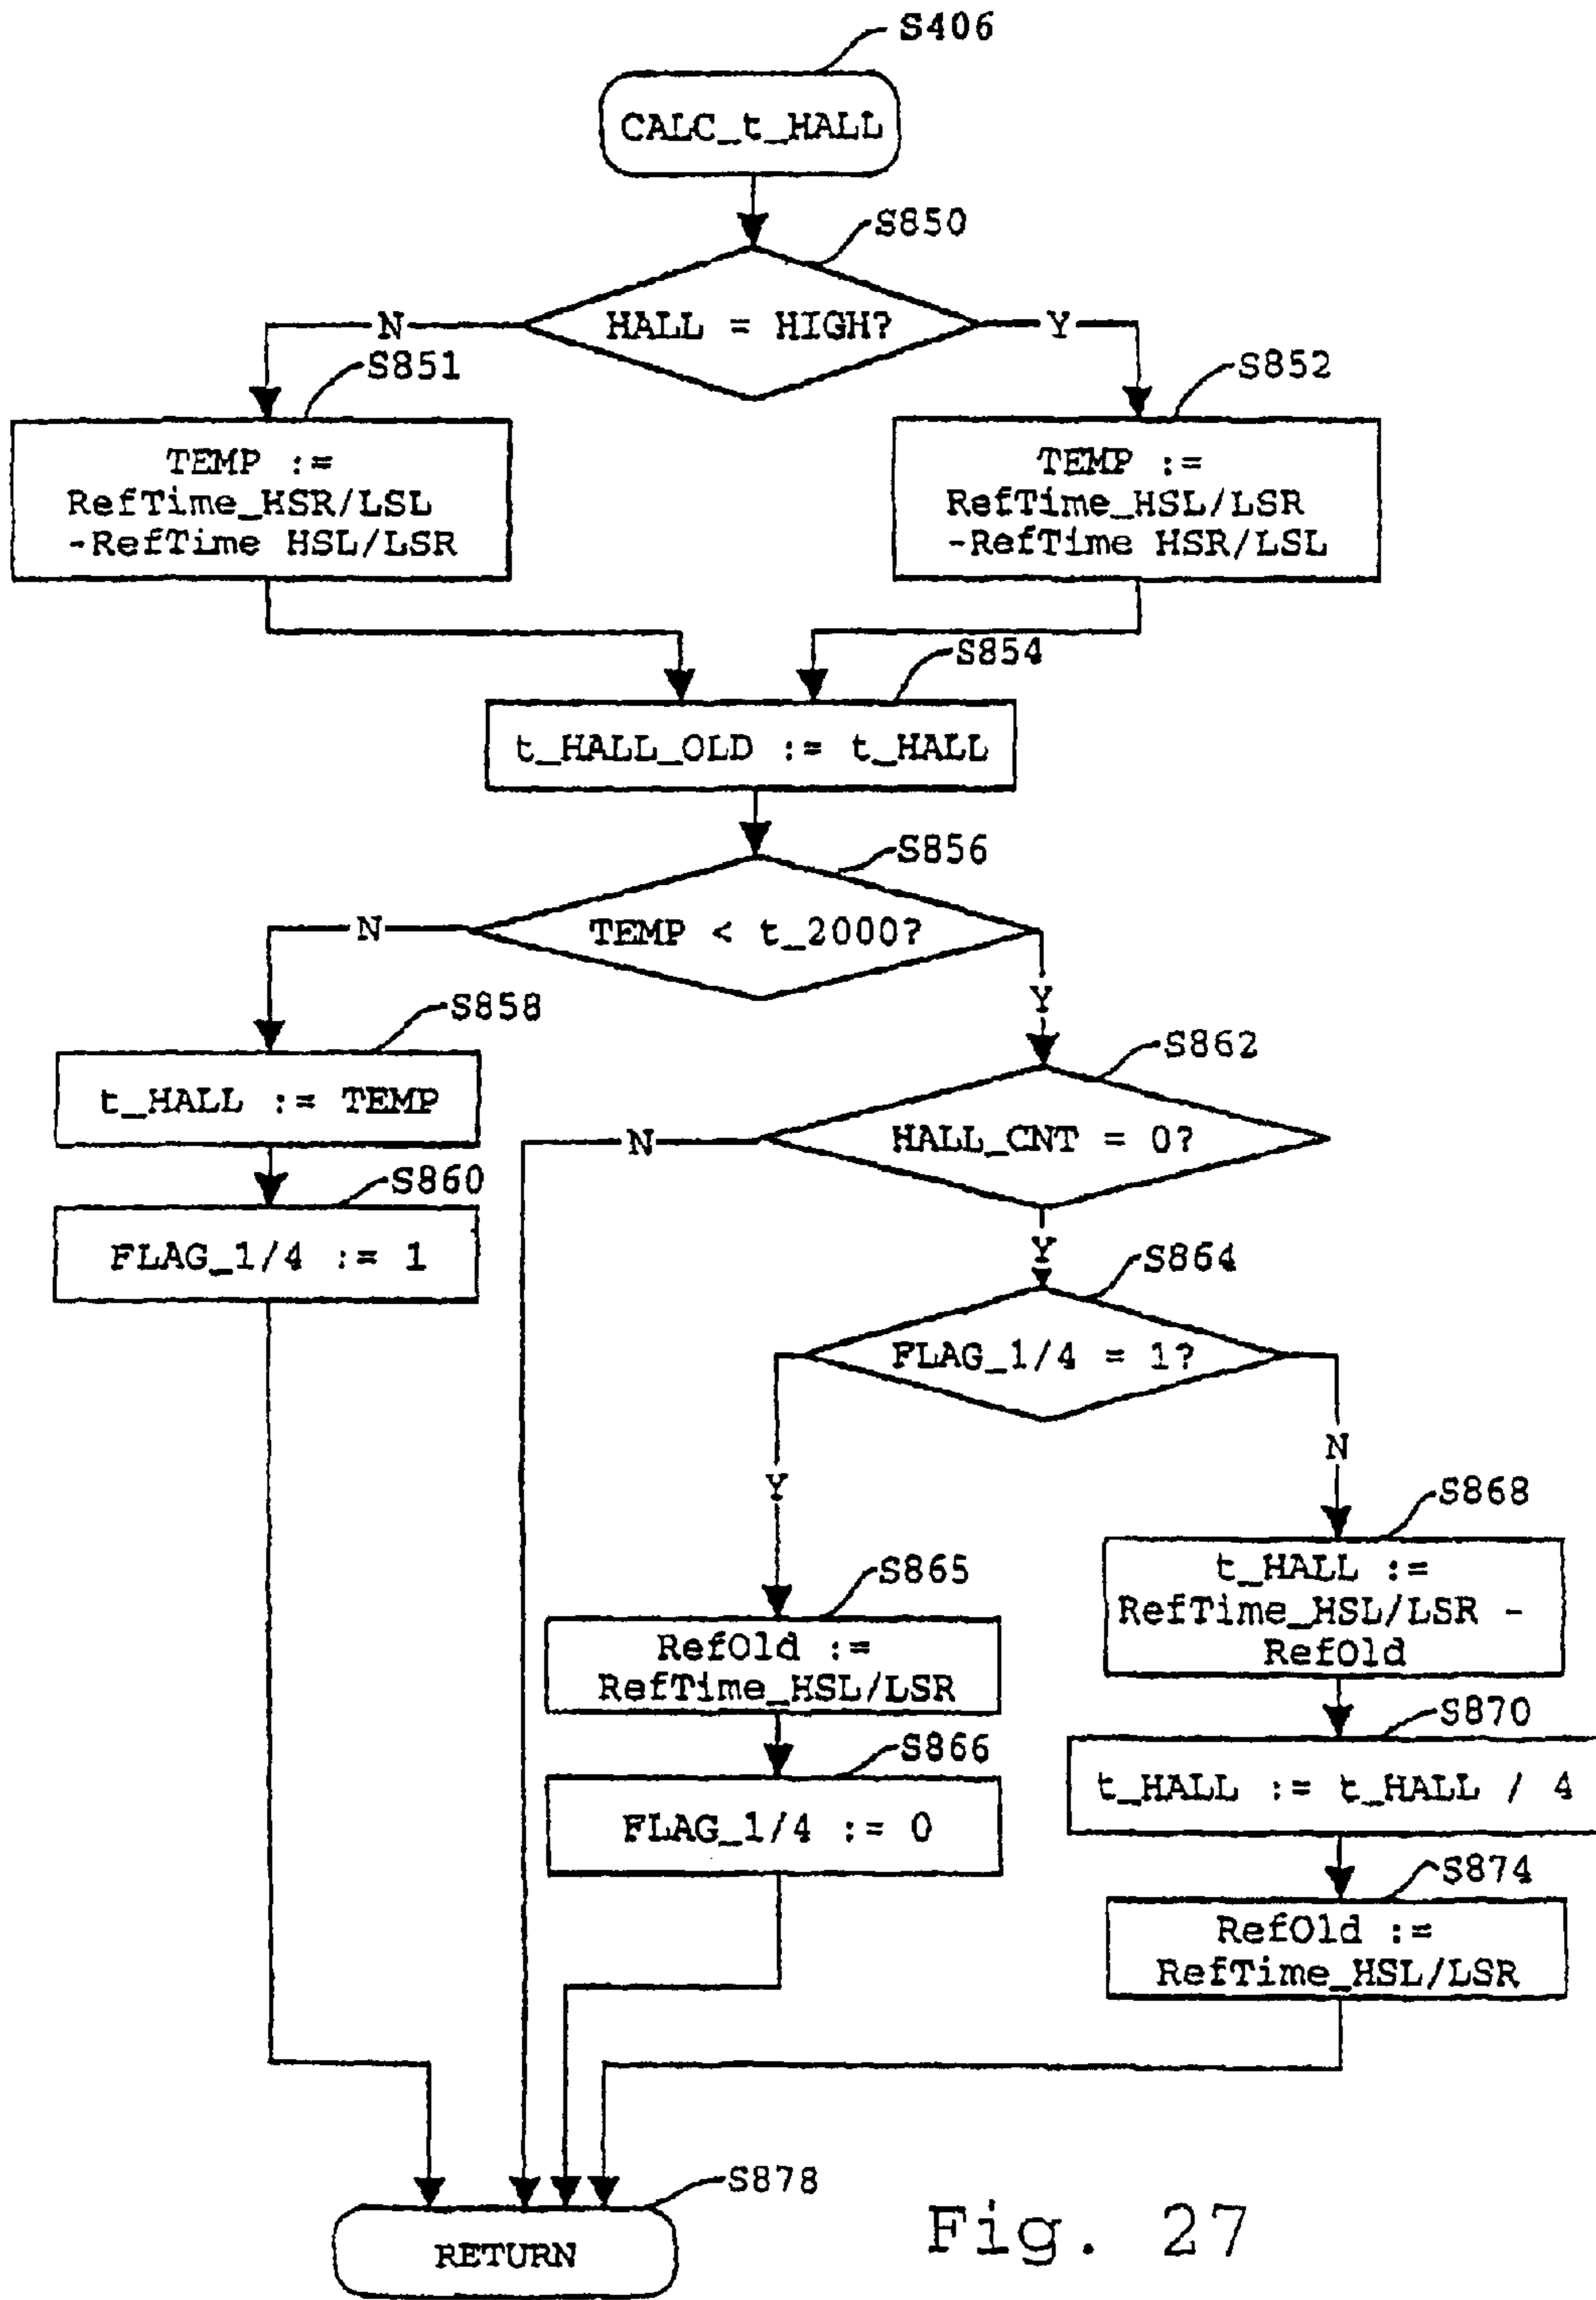 S406
CALC_t_HALL
S850
HALL = HIGH?
N
Y
S851
S852
TEMP :=
RefTime_HSR/LSL
-RefTime HSL/LSR
TEMP :=
RefTime_HSL/LSR
-RefTime HSR/LSL
S854
t_HALL_OLD := t_HALL
S856
TEMP < t_2000?
N
Y
S858
t_HALL := TEMP
S862
HALL_CNT = 0?
N
Y
S860
FLAG_1/4 := 1
S864
FLAG_1/4 = 1?
Y
N
S868
t_HALL :=
RefTime_HSL/LSR -
RefOld
S865
RefOld :=
RefTime_HSL/LSR
S870
t_HALL := t_HALL / 4
S866
FLAG_1/4 := 0
S874
RefOld :=
RefTime_HSL/LSR
S878
RETURN
Fig. 27